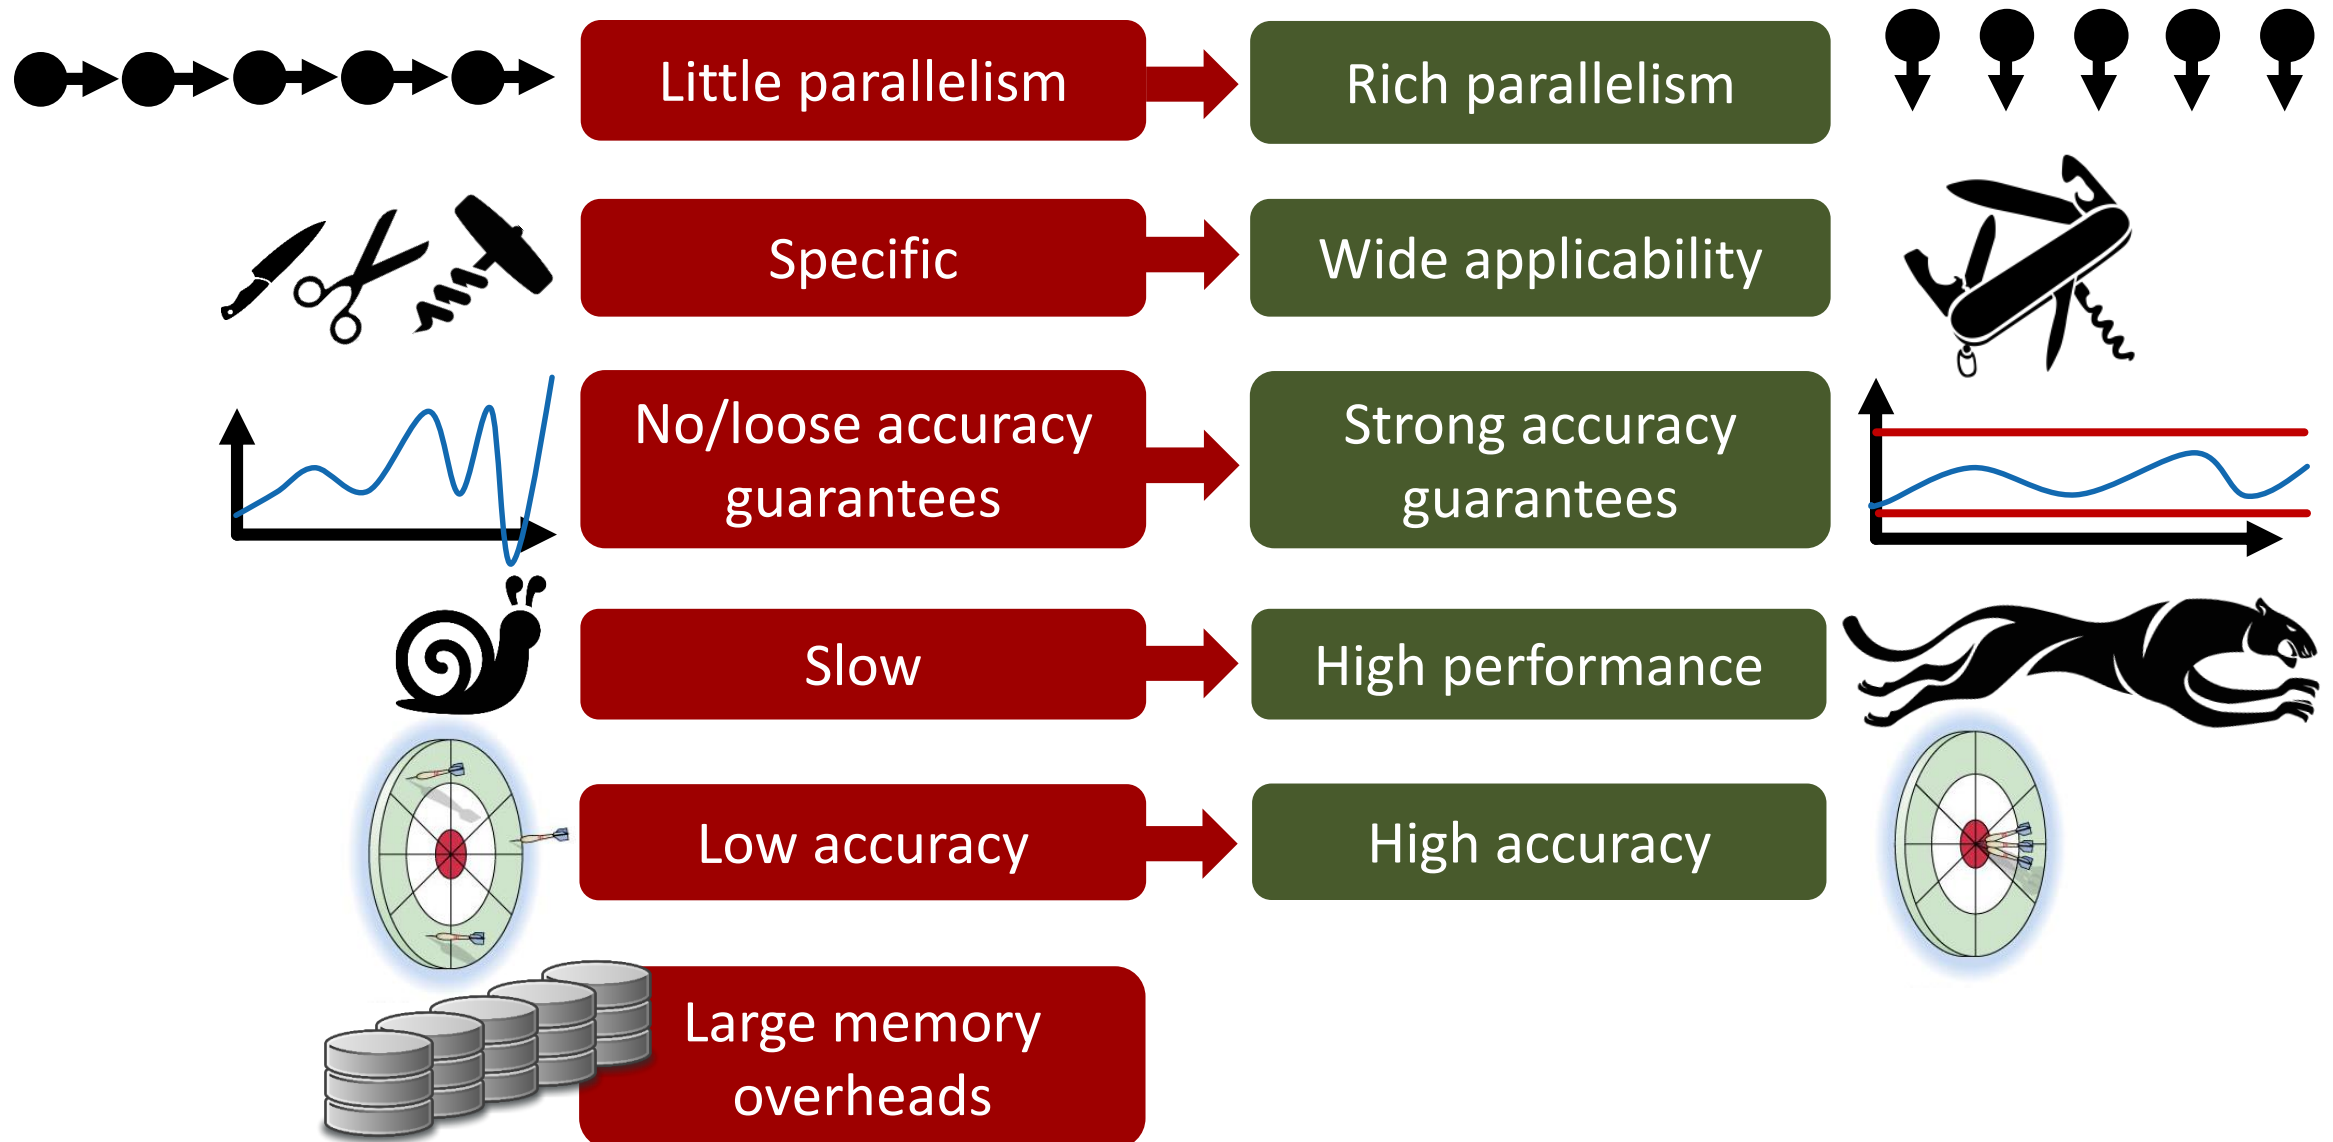 Little parallelism
Rich parallelism
Specific
Wide applicability
No/loose accuracy
guarantees
Strong accuracy
guarantees
Slow
High performance
Low accuracy
High accuracy
Large memory
overheads